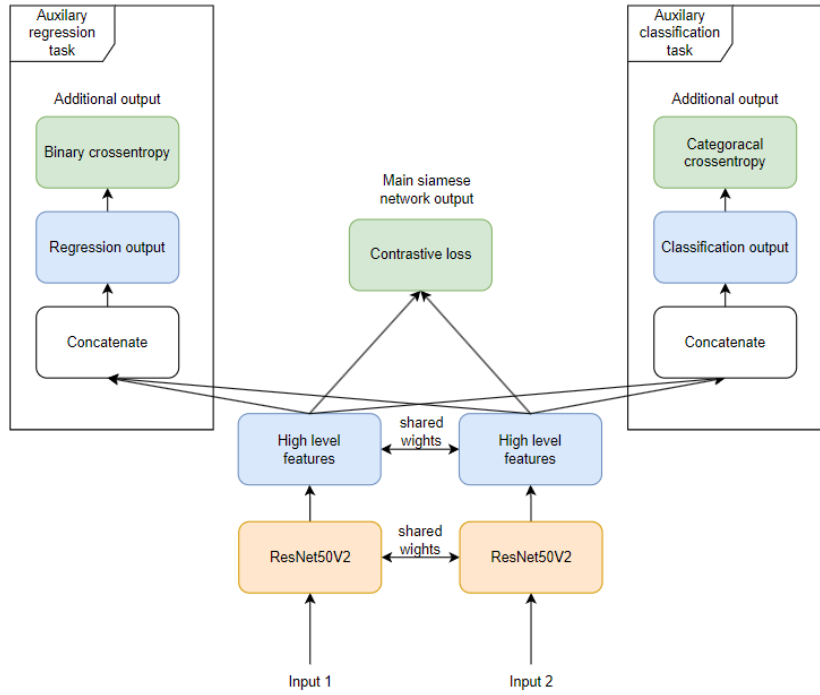 Auxilary
regression
task
Additional output
Binary crossentropy
Regression output
Concatenate
Main siamese
network output
Contrastive loss
Auxilary
classification
task
Additional output
Categoracal
crossentropy
Classification output
Concatenate
High level
features
shared
wights
High level
features
ResNet50V2
shared
wights
ResNet50V2
Input 1
Input 2